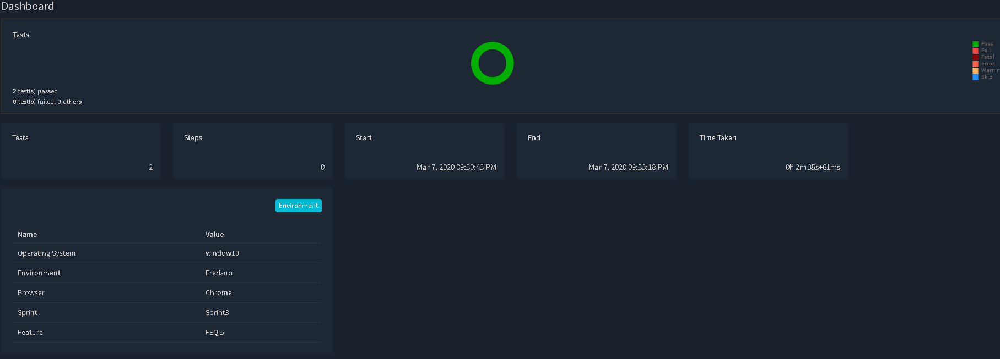 Dashboard
Tests
Pass
Fail
Fatal
Error
Warnin
Skip
2 test(s) passed
0 test(s) failed, 0 others
Tests
2
Steps
0
Start
Mar 7, 2020 09:30:43 PM
End
Mar 7, 2020 09:33:18 PM
Time Taken
0h 2m 35s+61ms
Environment
Name Value
Operating System window10
Environment Fredsup
Browser Chrome
Sprint Sprint3
Feature FEQ-5